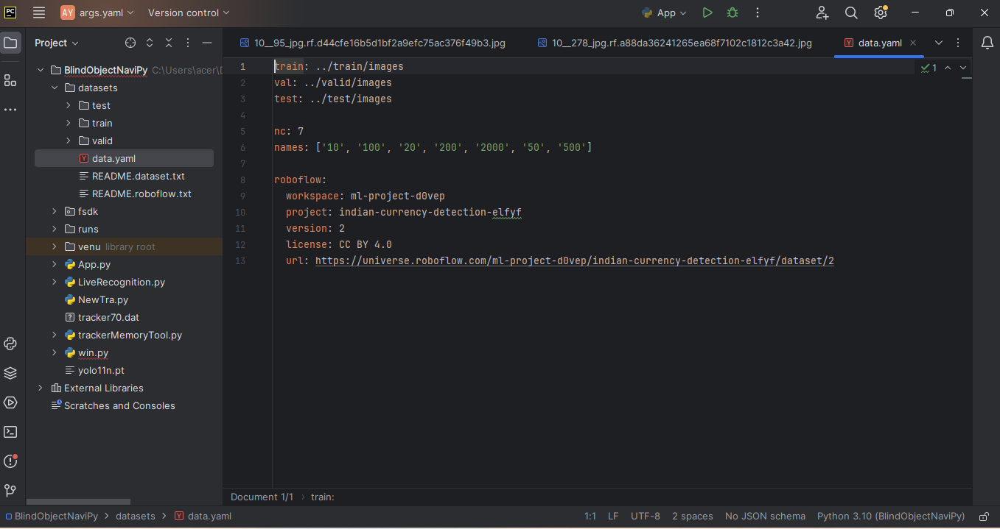 PC
AY args.yaml Version control App
Project
10__95_jpg.rf.d44cfe16b5d1bf2a9efc75ac376f49b3.jpg 10__278_jpg.rf.a88da36241265ea68f7102c1812c3a42.jpg data.yaml
BlindObjectNaviPy C:\Users\acer\
datasets
test
train
valid
data.yaml
README.dataset.txt
README.roboflow.txt
fsdk
runs
venu library root
App.py
LiveRecognition.py
NewTra.py
tracker70.dat
trackerMemoryTool.py
win.py
yolo11n.pt
External Libraries
Scratches and Consoles
1 train: ../train/images
2 val: ../valid/images
3 test: ../test/images
4
5 nc: 7
6 names: ['10', '100', '20', '200', '2000', '50', '500']
7
8 roboflow:
9 workspace: ml-project-d0vep
10 project: indian-currency-detection-elfyf
11 version: 2
12 license: CC BY 4.0
13 url: https://universe.roboflow.com/ml-project-d0vep/indian-currency-detection-elfyf/dataset/2
1
Document 1/1 › train:
BlindObjectNaviPy > datasets > data.yaml
1:1 LF UTF-8 2 spaces No JSON schema Python 3.10 (BlindObjectNaviPy)